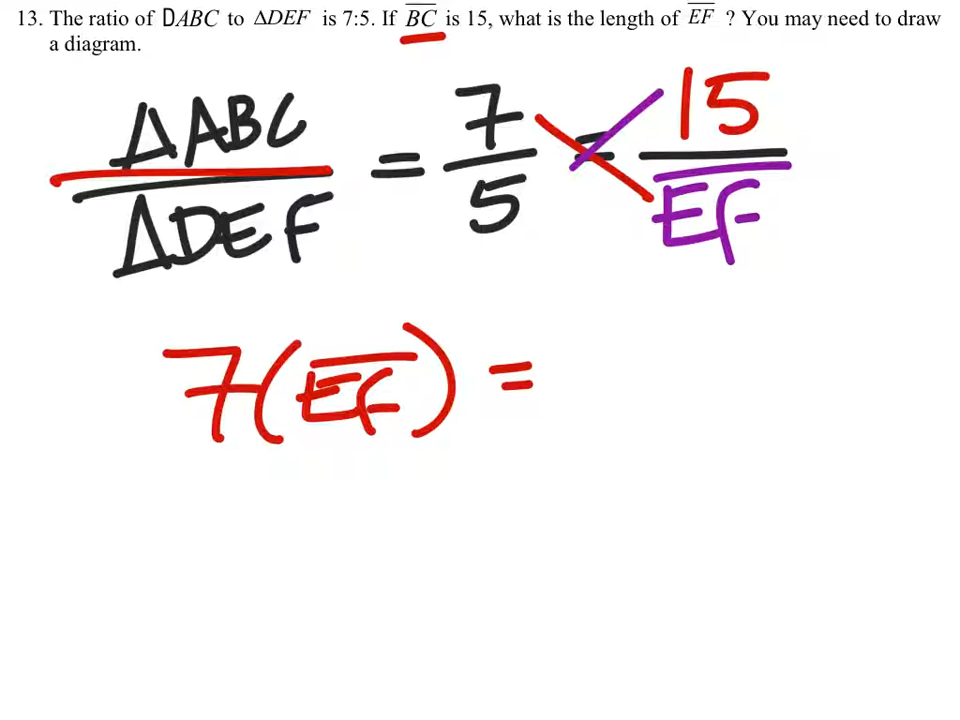 13. The ratio of DABC to ΔDEF is 7:5. If BC is 15, what is the length of EF ? You may need to draw
a diagram.
ΔABC / ΔDEF = 7/5 = 15/EF
7(EF) =